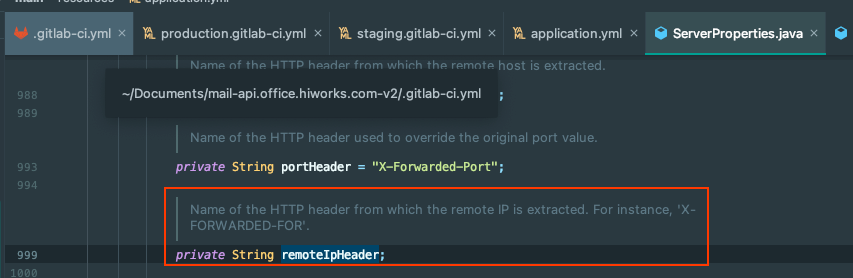 main    resources    application.yml
.gitlab-ci.yml × YAML production.gitlab-ci.yml × YAML staging.gitlab-ci.yml × YAML application.yml × ServerProperties.java ×
Name of the HTTP header from which the remote host is extracted.
988 ;
~/Documents/mail-api.office.hiworks.com-v2/.gitlab-ci.yml
989
Name of the HTTP header used to override the original port value.
993 private String portHeader = "X-Forwarded-Port";
994
Name of the HTTP header from which the remote IP is extracted. For instance, 'X-
FORWARDED-FOR'.
999 private String remoteIpHeader;
1000